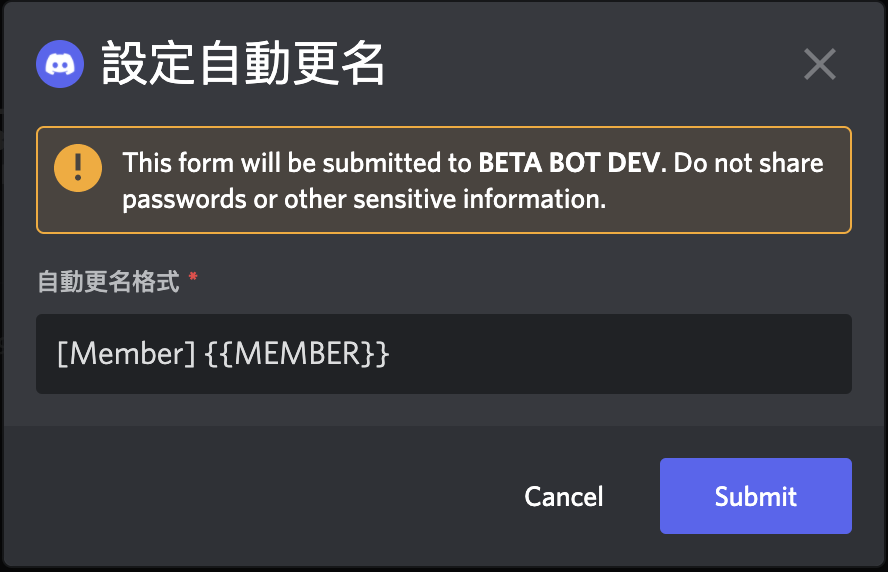 設定自動更名
This form will be submitted to BETA BOT DEV. Do not share
passwords or other sensitive information.
自動更名格式 *
[Member] {{MEMBER}}
Cancel
Submit